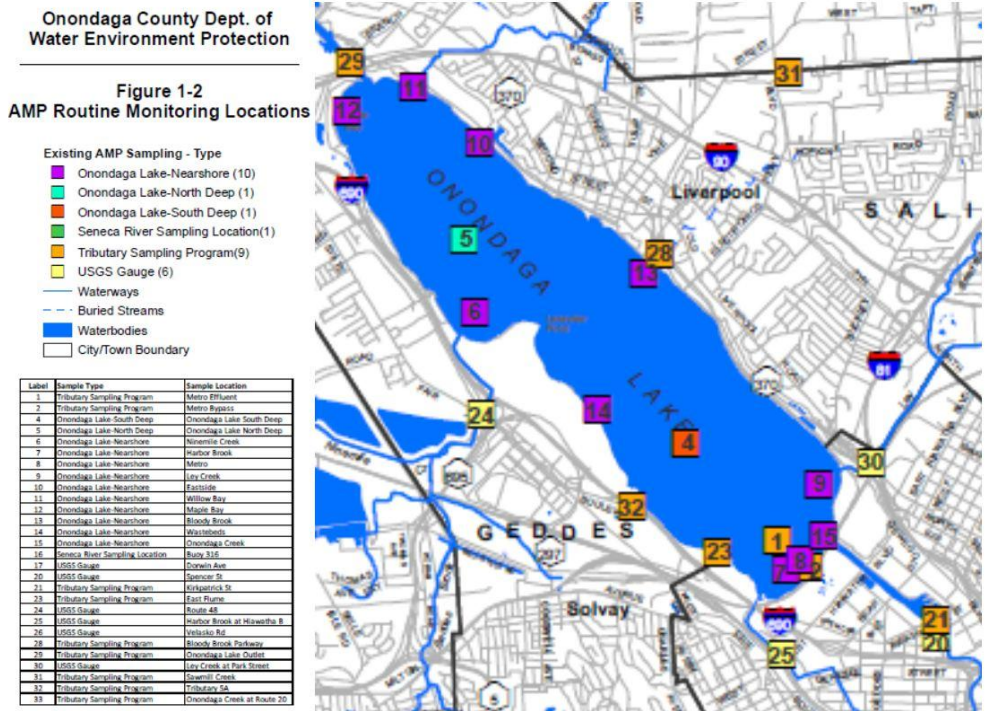 Onondaga County Dept. of
Water Environment Protection
Figure 1-2
AMP Routine Monitoring Locations
Existing AMP Sampling - Type
Onondaga Lake-Nearshore (10)
Onondaga Lake-North Deep (1)
Onondaga Lake-South Deep (1)
Seneca River Sampling Location(1)
Tributary Sampling Program(9)
USGS Gauge (6)
Waterways
Buried Streams
Waterbodies
City/Town Boundary
Label Sample Type Sample Location
1 Tributary Sampling Program Metro Effluent
2 Tributary Sampling Program Metro Bypass
4 Onondaga Lake-South Deep Onondaga Lake South Deep
5 Onondaga Lake-North Deep Onondaga Lake North Deep
6 Onondaga Lake-Nearshore Ninemile Creek
7 Onondaga Lake-Nearshore Harbor Brook
8 Onondaga Lake-Nearshore Metro
9 Onondaga Lake-Nearshore Ley Creek
10 Onondaga Lake-Nearshore Eastside
11 Onondaga Lake-Nearshore Willow Bay
12 Onondaga Lake-Nearshore Maple Bay
13 Onondaga Lake-Nearshore Bloody Brook
14 Onondaga Lake-Nearshore Wastebeds
15 Onondaga Lake-Nearshore Onondaga Creek
16 Seneca River Sampling Location Buoy 316
17 USGS Gauge Dorwin Ave
20 USGS Gauge Spencer St
21 Tributary Sampling Program Kirkpatrick St
23 Tributary Sampling Program East Flume
24 USGS Gauge Route 48
25 USGS Gauge Harbor Brook at Hiawatha B
26 USGS Gauge Velasko Rd
28 Tributary Sampling Program Bloody Brook Parkway
29 Tributary Sampling Program Onondaga Lake Outlet
30 USGS Gauge Ley Creek at Park Street
31 Tributary Sampling Program Sawmill Creek
32 Tributary Sampling Program Tributary 5A
33 Tributary Sampling Program Onondaga Creek at Route 20
29
31
11
12
370
10
90
690
Liverpool
SALI
ONONDAGA
5
28
13
6
LAKE
81
370
14
24
4
30
695
9
32
GEDDES
297
23
1
15
8
7
2
Solvay
690
21
20
25
STREET
5